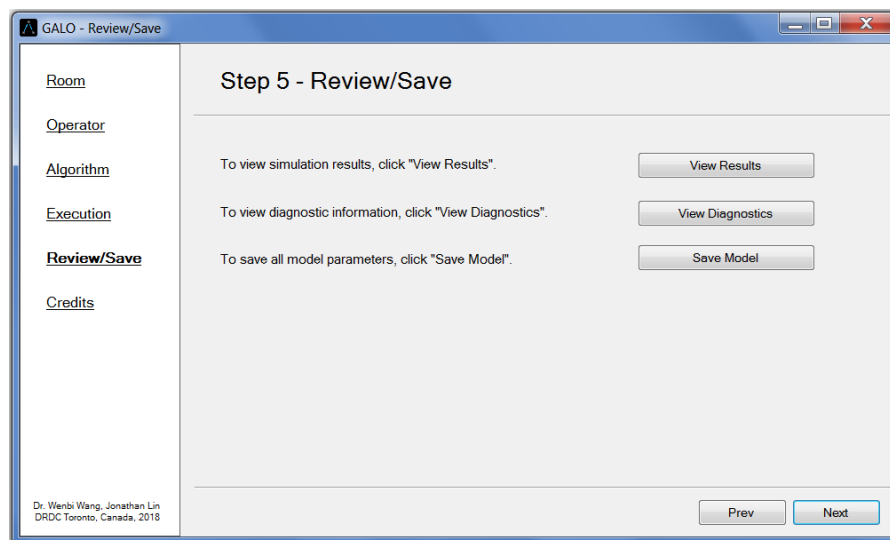 GALO - Review/Save
Room
Operator
Algorithm
Execution
Review/Save
Credits
Dr. Wenbi Wang, Jonathan Lin
DRDC Toronto, Canada, 2018
Step 5 - Review/Save
To view simulation results, click "View Results".
View Results
To view diagnostic information, click "View Diagnostics".
View Diagnostics
To save all model parameters, click "Save Model".
Save Model
Prev
Next